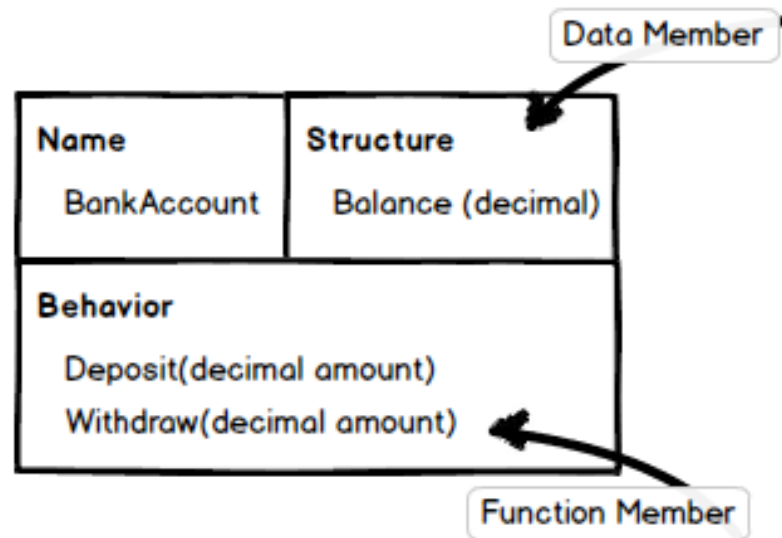 Data Member
Name
Structure
BankAccount
Balance (decimal)
Behavior
Deposit(decimal amount)
Withdraw(decimal amount)
Function Member